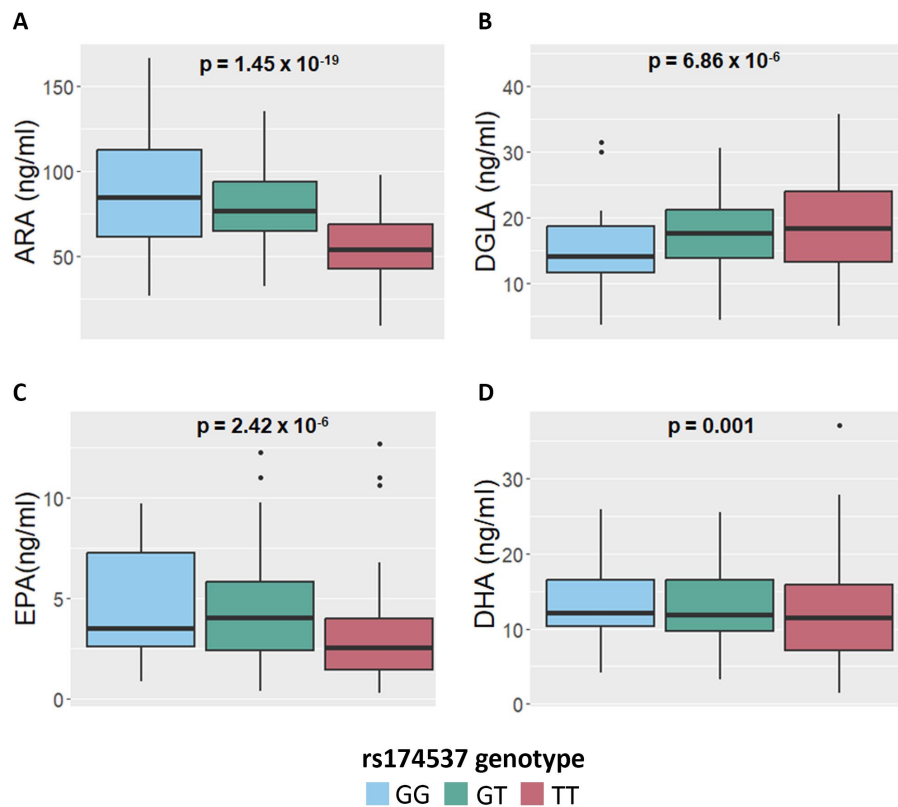 A
p = 1.45 x 10-19
ARA (ng/ml)
150
100
50
B
p = 6.86 x 10-6
DGLA (ng/ml)
40
30
20
10
C
p = 2.42 x 10-6
EPA(ng/ml)
10
5
0
D
p = 0.001
DHA (ng/ml)
30
20
10
0
rs174537 genotype
GG GT TT